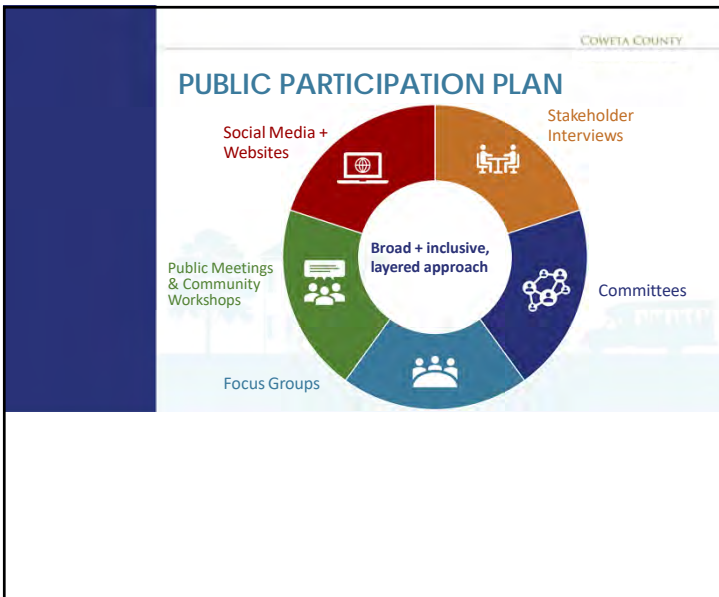 COWETA COUNTY
PUBLIC PARTICIPATION PLAN
Social Media +
Websites
Stakeholder
Interviews
Broad + inclusive,
layered approach
Public Meetings
& Community
Workshops
Committees
Focus Groups